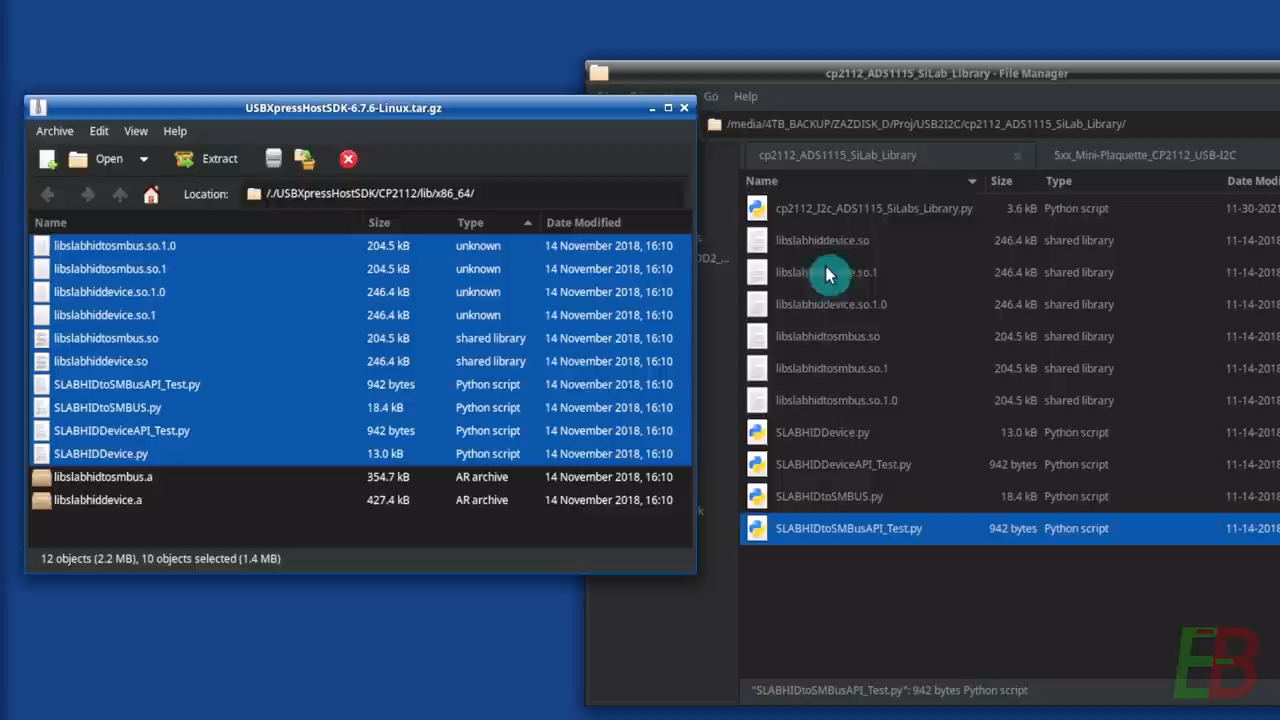 USBXpressHostSDK-6.7.6-Linux.tar.gz
Archive Edit View Help
Open Extract
Location: /./USBXpressHostSDK/CP2112/lib/x86_64/
Name Size Type Date Modified
libslabhidtosmbus.so.1.0 204.5 kB unknown 14 November 2018, 16:10
libslabhidtosmbus.so.1 204.5 kB unknown 14 November 2018, 16:10
libslabhiddevice.so.1.0 246.4 kB unknown 14 November 2018, 16:10
libslabhiddevice.so.1 246.4 kB unknown 14 November 2018, 16:10
libslabhidtosmbus.so 204.5 kB shared library 14 November 2018, 16:10
libslabhiddevice.so 246.4 kB shared library 14 November 2018, 16:10
SLABHIDtoSMBusAPI_Test.py 942 bytes Python script 14 November 2018, 16:10
SLABHIDtoSMBUS.py 18.4 kB Python script 14 November 2018, 16:10
SLABHIDDeviceAPI_Test.py 942 bytes Python script 14 November 2018, 16:10
SLABHIDDevice.py 13.0 kB Python script 14 November 2018, 16:10
libslabhidtosmbus.a 354.7 kB AR archive 14 November 2018, 16:10
libslabhiddevice.a 427.4 kB AR archive 14 November 2018, 16:10
12 objects (2.2 MB), 10 objects selected (1.4 MB)
cp2112_ADS1115_SiLab_Library - File Manager
Go Help
/media/4TB_BACKUP/ZAZDISK_D/Proj/USB2I2C/cp2112_ADS1115_SiLab_Library/
cp2112_ADS1115_SiLab_Library 5xx_Mini-Plaquette_CP2112_USB-I2C
Name Size Type Date Modi
cp2112_I2c_ADS1115_SiLabs_Library.py 3.6 kB Python script 11-30-2021
libslabhiddevice.so 246.4 kB shared library 11-14-2018
.so.1 246.4 kB shared library 11-14-2018
libslabhiddevice.so.1.0 246.4 kB shared library 11-14-2018
libslabhidtosmbus.so 204.5 kB shared library 11-14-2018
libslabhidtosmbus.so.1 204.5 kB shared library 11-14-2018
libslabhidtosmbus.so.1.0 204.5 kB shared library 11-14-2018
SLABHIDDevice.py 13.0 kB Python script 11-14-2018
SLABHIDDeviceAPI_Test.py 942 bytes Python script 11-14-2018
SLABHIDtoSMBUS.py 18.4 kB Python script 11-14-2018
SLABHIDtoSMBusAPI_Test.py 942 bytes Python script 11-14-2018
"SLABHIDtoSMBusAPI_Test.py": 942 bytes Python script
DD2_...
EB